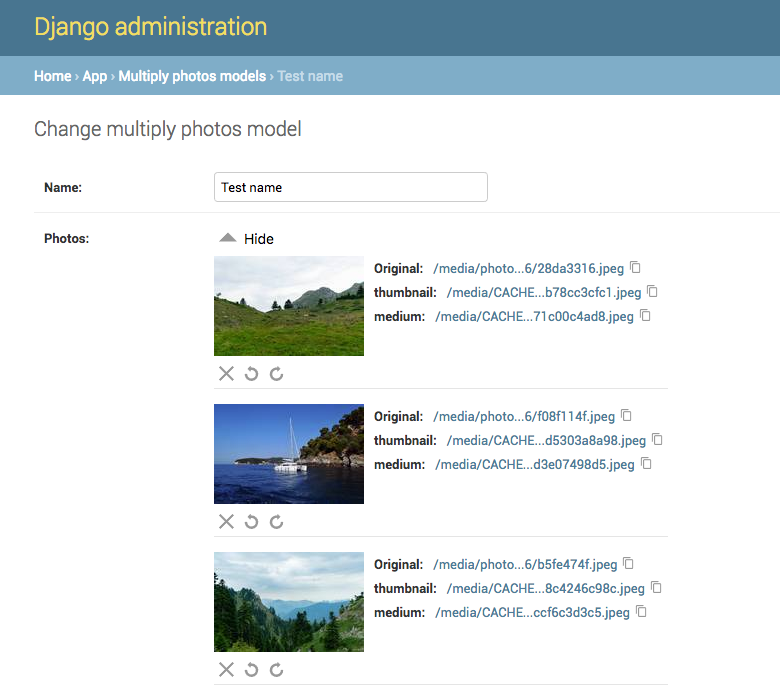 Django administration
Home › App › Multiply photos models › Test name
Change multiply photos model
Name: Test name
Photos: Hide
Original: /media/photo...6/28da3316.jpeg
thumbnail: /media/CACHE...b78cc3cfc1.jpeg
medium: /media/CACHE...71c00c4ad8.jpeg
Original: /media/photo...6/f08f114f.jpeg
thumbnail: /media/CACHE...d5303a8a98.jpeg
medium: /media/CACHE...d3e07498d5.jpeg
Original: /media/photo...6/b5fe474f.jpeg
thumbnail: /media/CACHE...8c4246c98c.jpeg
medium: /media/CACHE...ccf6c3d3c5.jpeg